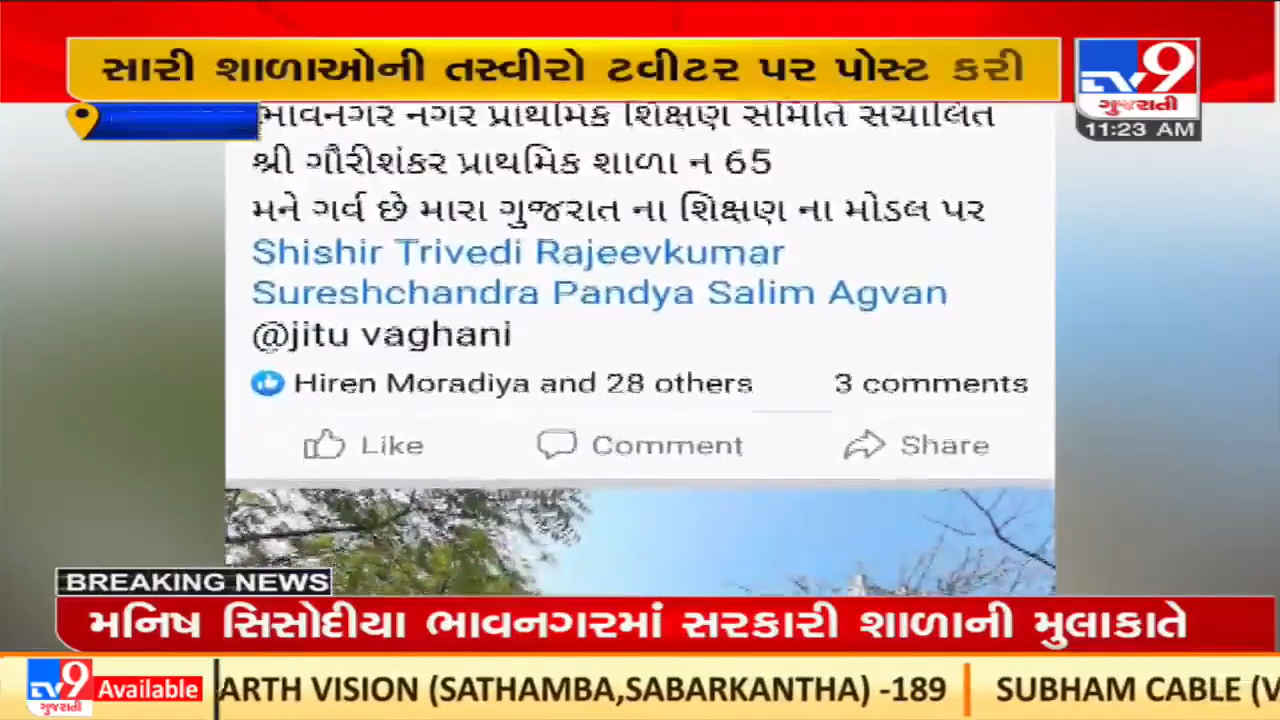 સારી શાળાઓની તસ્વીરો ટવીટર પર પોસ્ટ કરી
TV9
ગુજરાતી
11:23 AM
ભાવનગર નગર પ્રાથમિક શિક્ષણ સમિતિ સચાલિત
શ્રી ગૌરીશંકર પ્રાથમિક શાળા ન 65
મને ગર્વ છે મારા ગુજરાત ના શિક્ષણ ના મોડલ પર
Shishir Trivedi Rajeevkumar
Sureshchandra Pandya Salim Agvan
@jitu vaghani
Hiren Moradiya and 28 others 3 comments
Like Comment Share
BREAKING NEWS
મનિષ સિસોદીયા ભાવનગરમાં સરકારી શાળાની મુલાકાતે
TV9
ગુજરાતી
Available
ARTH VISION (SATHAMBA,SABARKANTHA) -189 SUBHAM CABLE (V